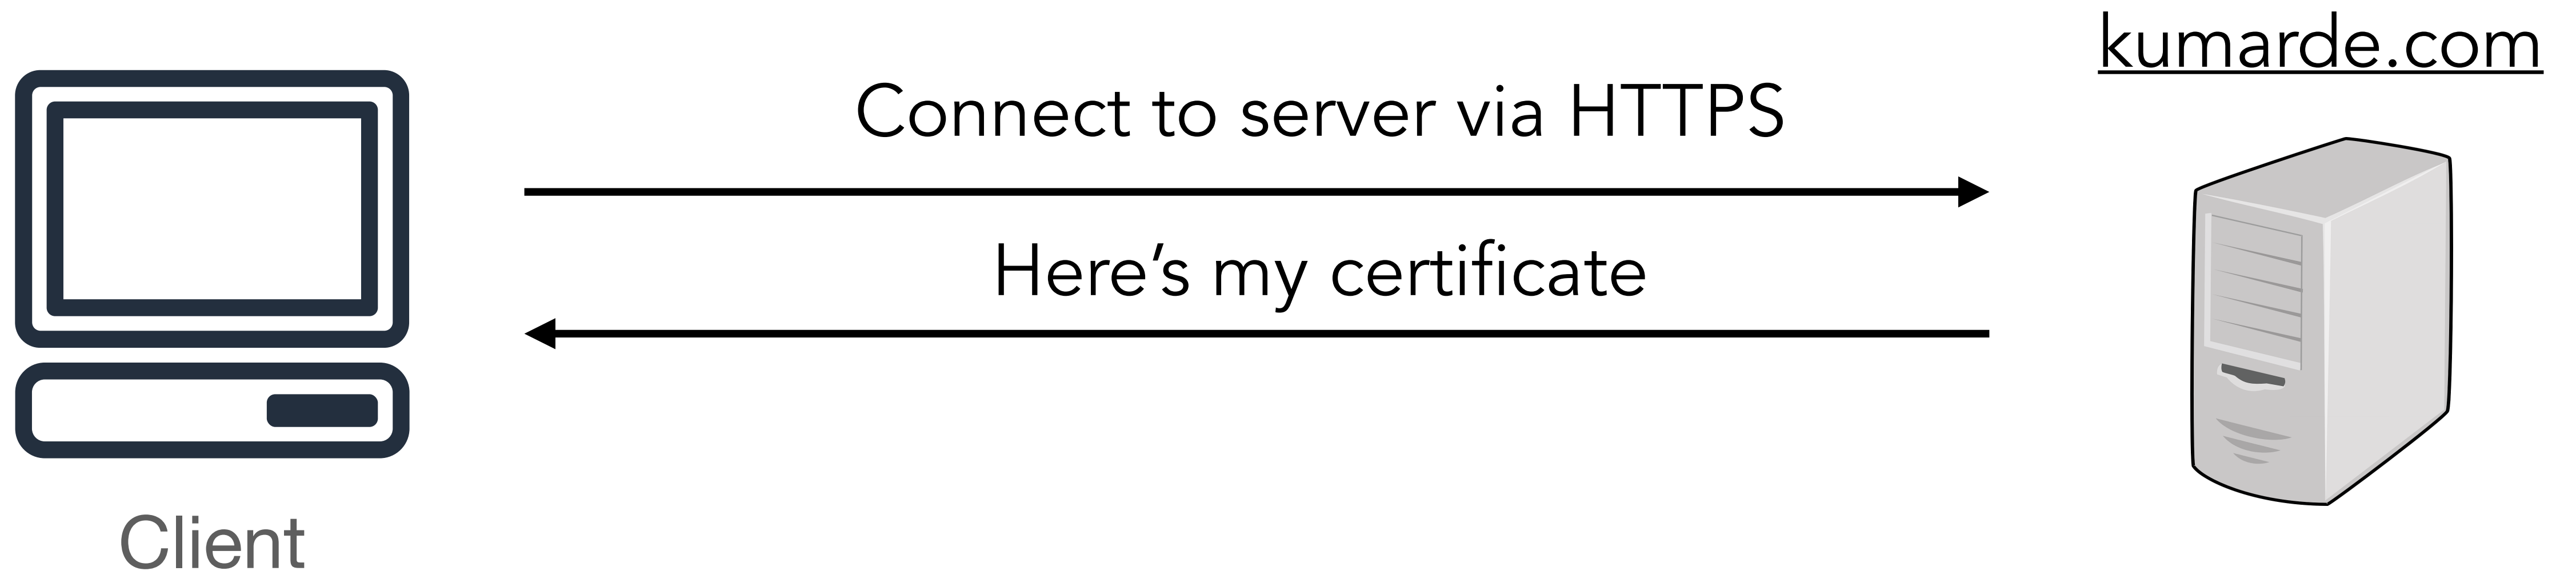 kumarde.com
Connect to server via HTTPS
Here’s my certificate
Client